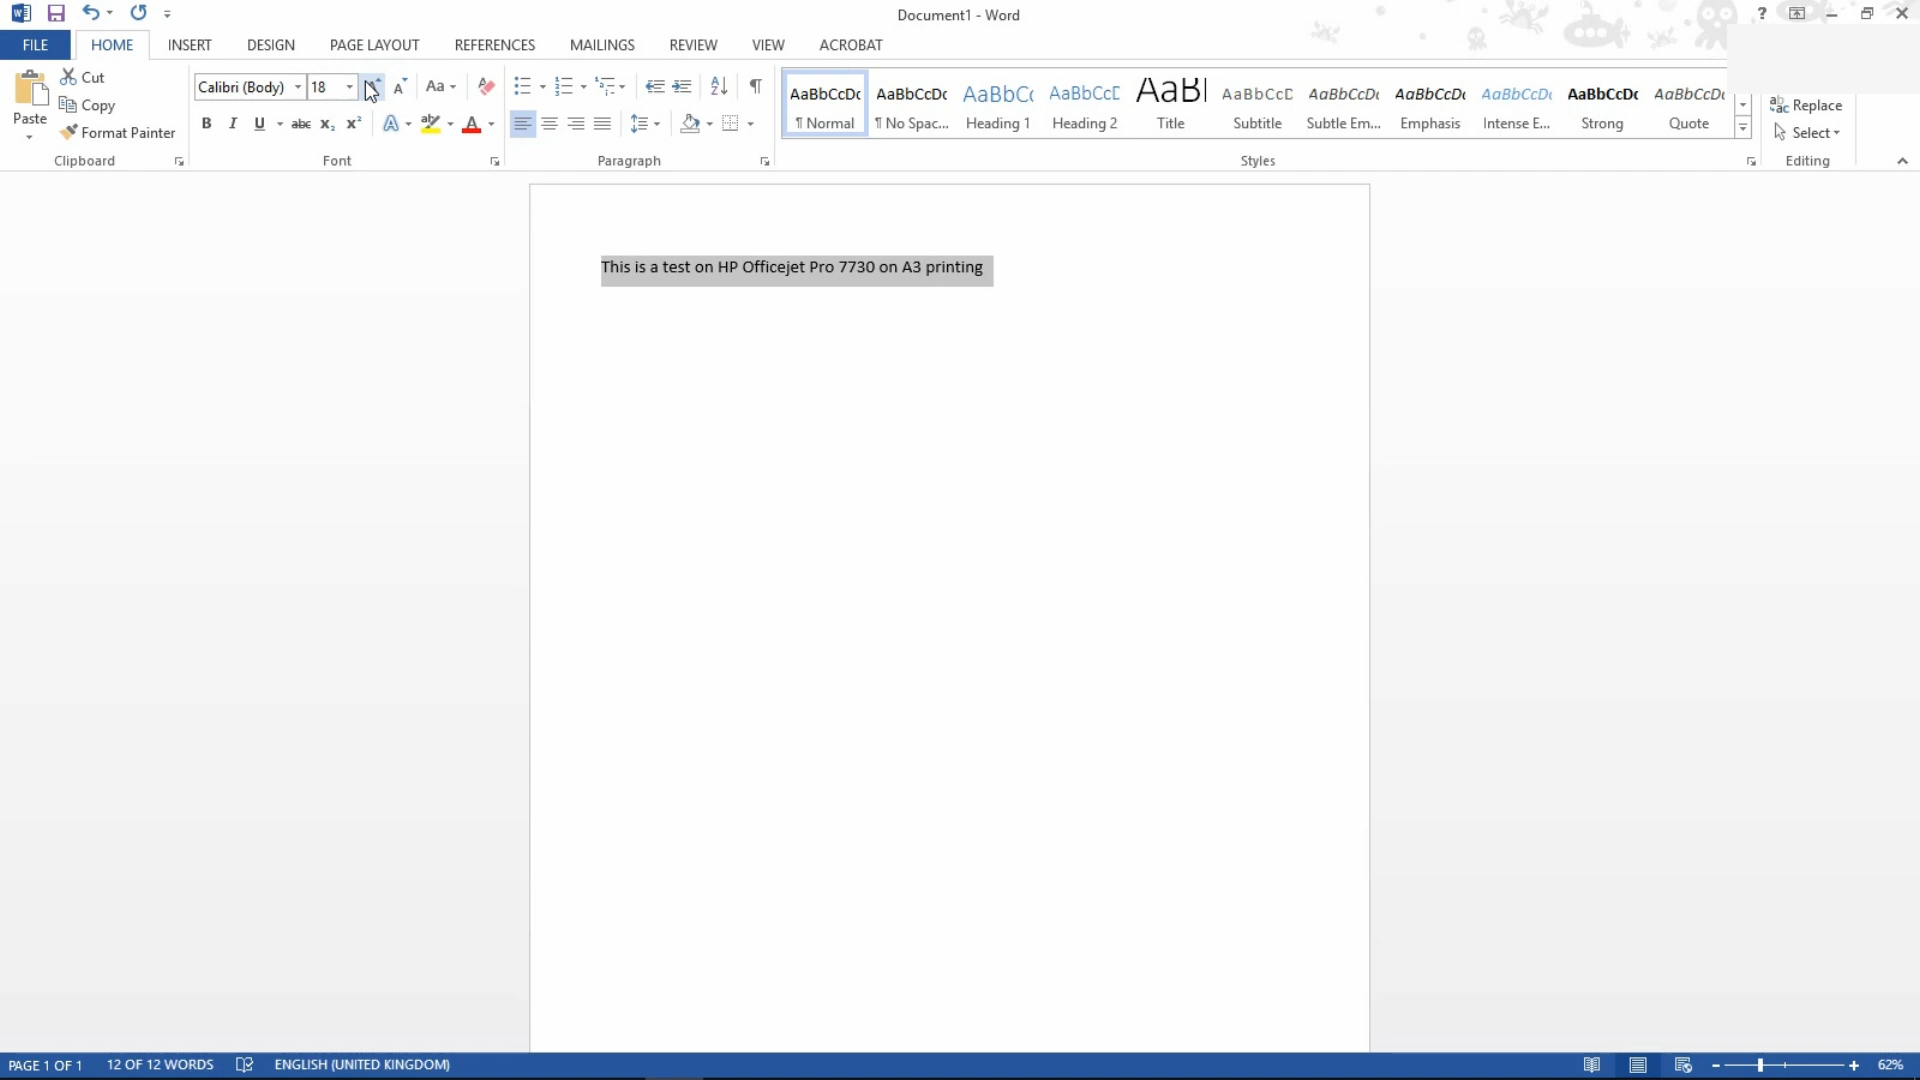 Document1 - Word
?
FILE HOME INSERT DESIGN PAGE LAYOUT REFERENCES MAILINGS REVIEW VIEW ACROBAT
Paste
Cut
Copy
Format Painter
Clipboard
Calibri (Body) 18
Font
Paragraph
AaBbCcDc AaBbCcDc AaBbCc AaBbCcD AaBl AaBbCcD AaBbCcDc AaBbCcDc AaBbCcDc AaBbCcDc AaBbCcDc
¶ Normal ¶ No Spac... Heading 1 Heading 2 Title Subtitle Subtle Em... Emphasis Intense E... Strong Quote
Styles
Replace
Select
Editing
This is a test on HP Officejet Pro 7730 on A3 printing
PAGE 1 OF 1 12 OF 12 WORDS ENGLISH (UNITED KINGDOM) 62%